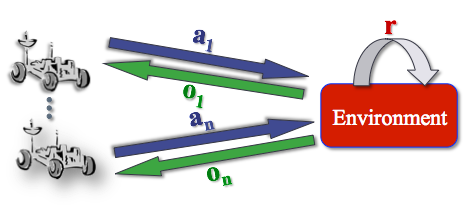 r
a1
o1
an
Environment
on